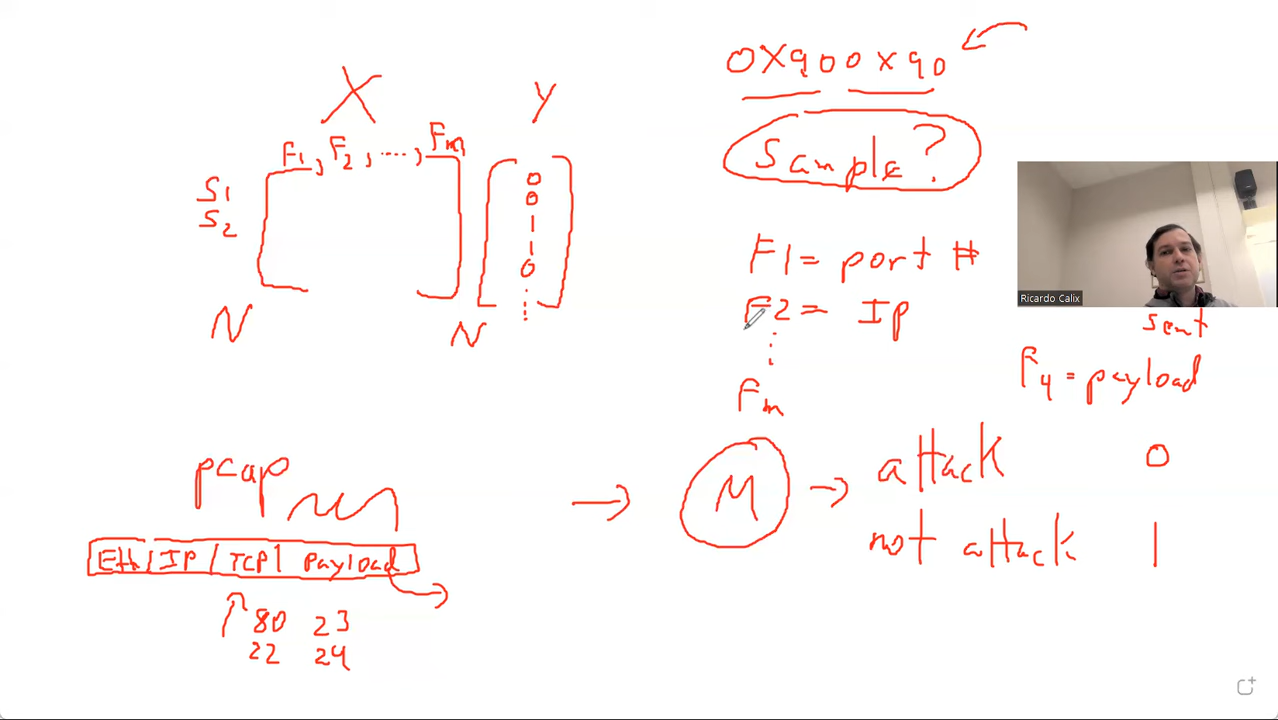 X
Y
F1, F2, ....., Fm
S1
S2
N
0
0
1
1
0
N
0x900x90
Sample?
F1= port #
F2= IP
Fm
Ricardo Calix
sent
F4 = payload
pcap
Eth/IP/TCP/ payload
80 23
22 24
M
attack 0
not attack 1